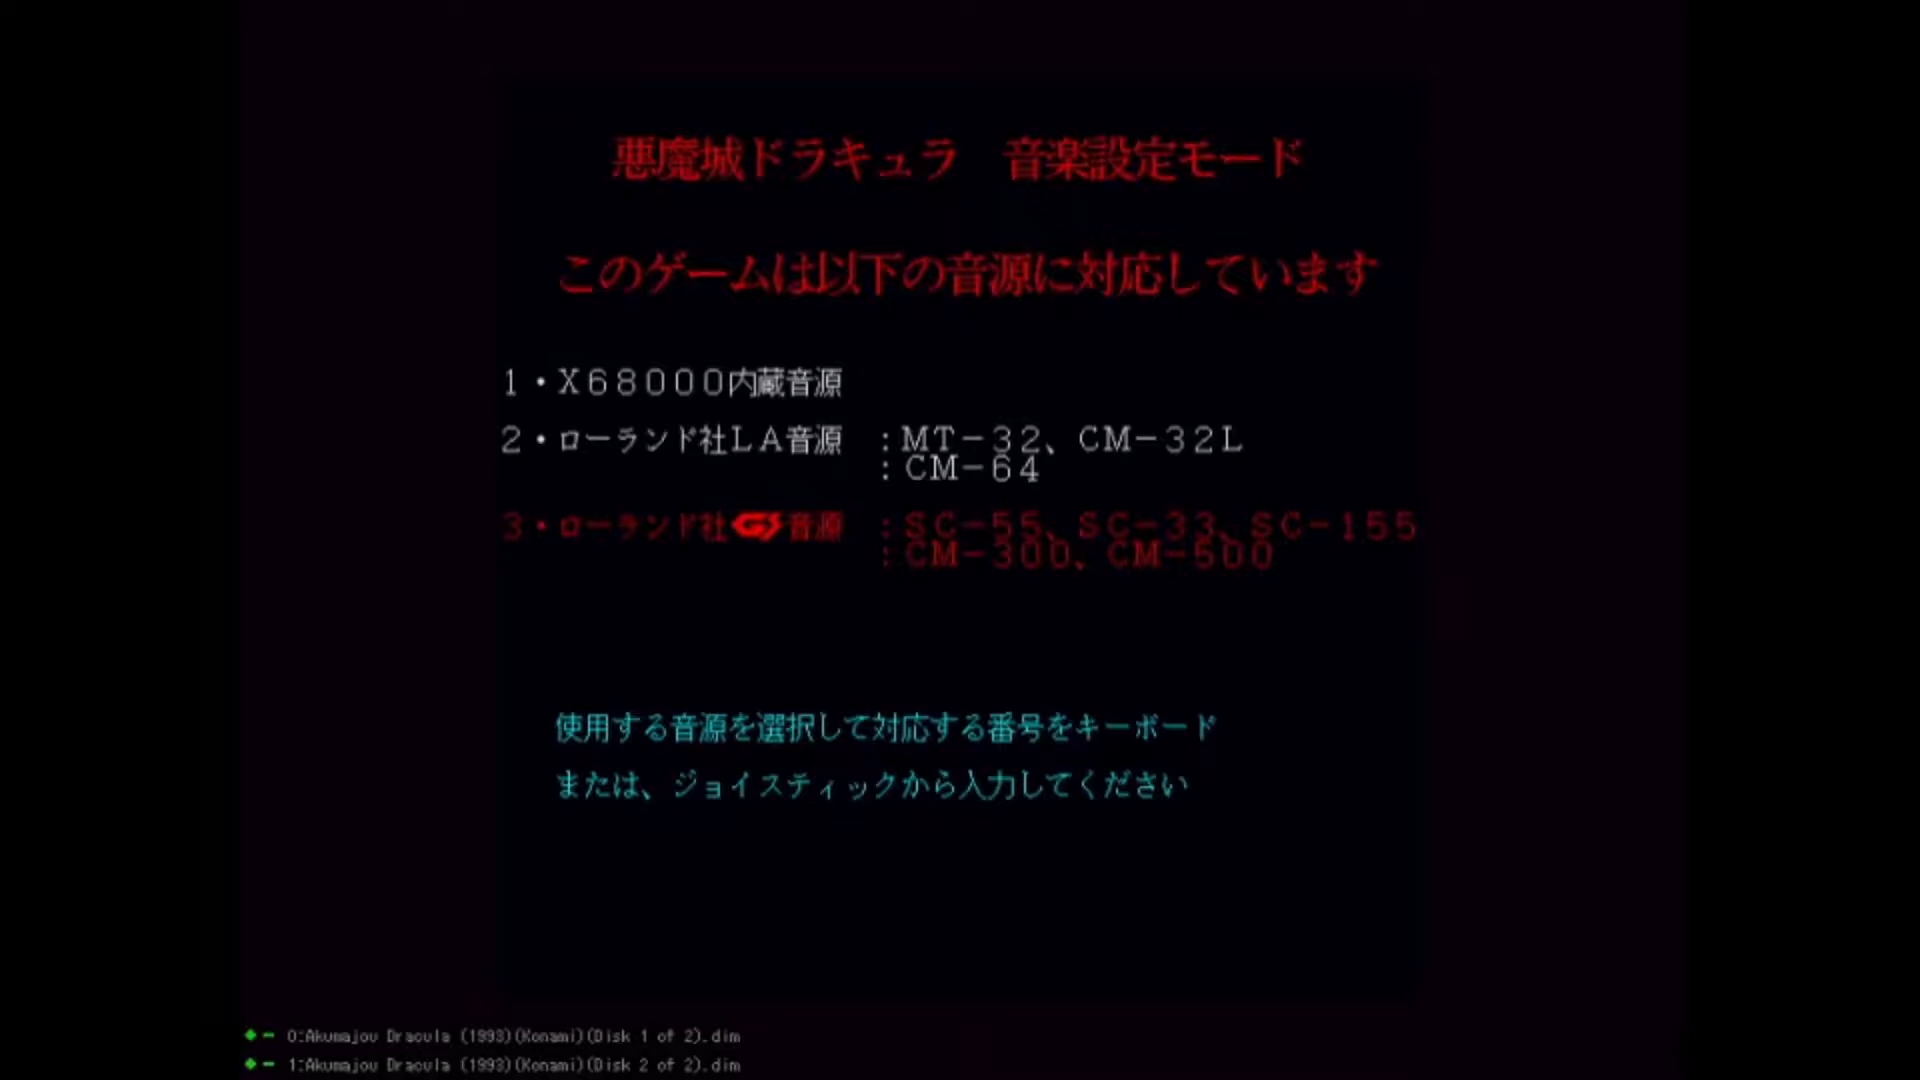 悪魔城ドラキュラ　音楽設定モード
このゲームは以下の音源に対応しています
１・Ｘ６８０００内蔵音源
２・ローランド社ＬＡ音源　：ＭＴ－３２、ＣＭ－３２Ｌ
：ＣＭ－６４
３・ローランド社GS音源　：ＳＣ－５５、ＳＣ－３３、ＳＣ－１５５
：ＣＭ－３００、ＣＭ－５００
使用する音源を選択して対応する番号をキーボード
または、ジョイスティックから入力してください
0:Akumajou Dracula (1993)(Konami)(Disk 1 of 2).dim
1:Akumajou Dracula (1993)(Konami)(Disk 2 of 2).dim